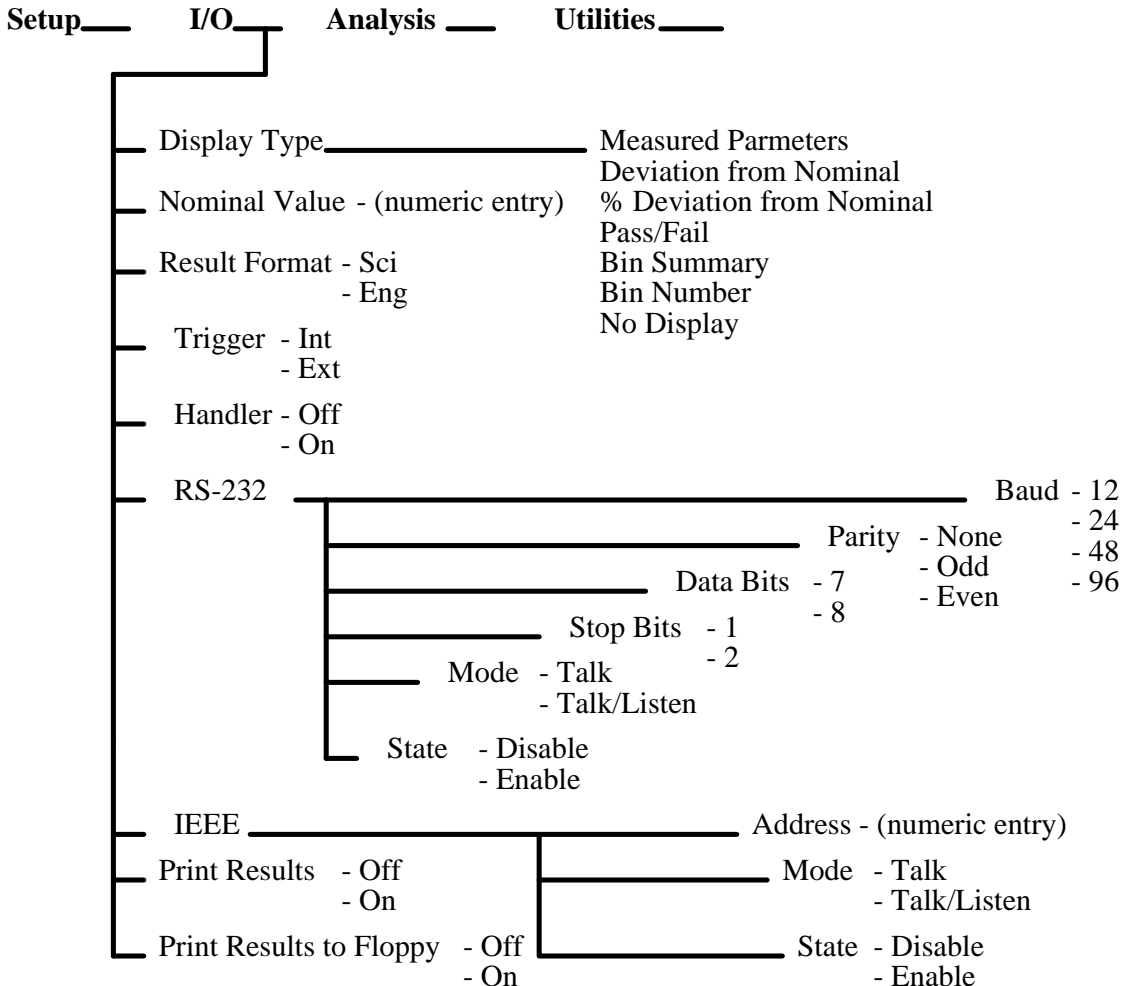 Setup I/O Analysis Utilities
Display Type Measured Parmeters
Deviation from Nominal
Nominal Value - (numeric entry) % Deviation from Nominal
Pass/Fail
Result Format - Sci Bin Summary
- Eng Bin Number
No Display
Trigger - Int
- Ext
Handler - Off
- On
RS-232 Baud - 12
- 24
Parity - None - 48
- Odd - 96
- Even
Data Bits - 7
- 8
Stop Bits - 1
- 2
Mode - Talk
- Talk/Listen
State - Disable
- Enable
IEEE Address - (numeric entry)
Print Results - Off Mode - Talk
- On - Talk/Listen
Print Results to Floppy - Off State - Disable
- On - Enable